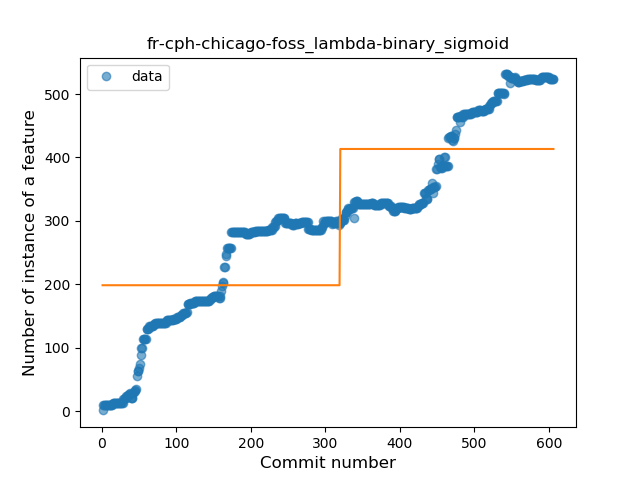 fr-cph-chicago-foss_lambda-binary_sigmoid
data
Number of instance of a feature
500
400
300
200
100
0
0 100 200 300 400 500 600
Commit number